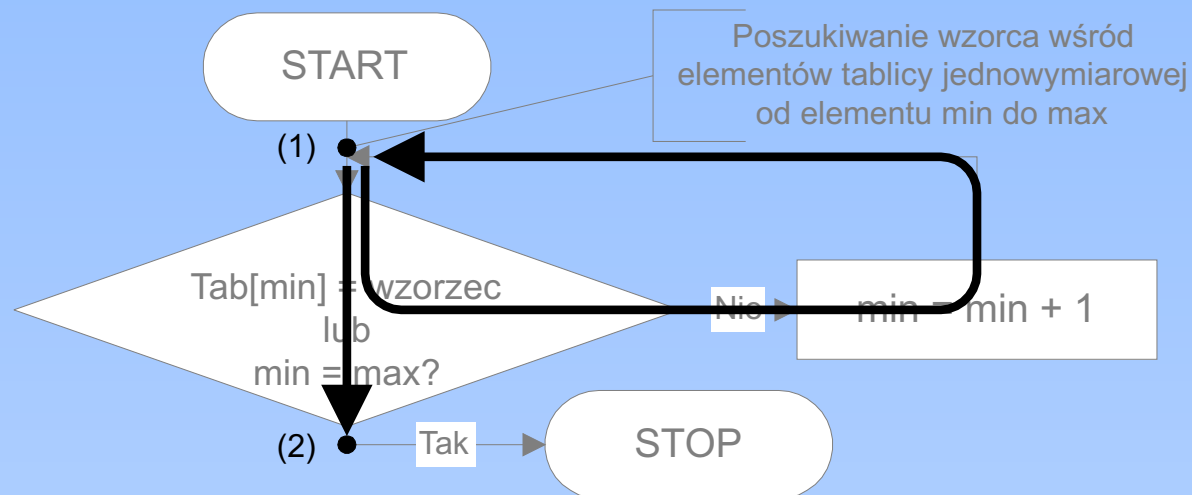 START
Poszukiwanie wzorca wśród
elementów tablicy jednowymiarowej
od elementu min do max
(1)
Tab[min] = wzorzec
lub
min = max?
Nie
min = min + 1
(2)
Tak
STOP